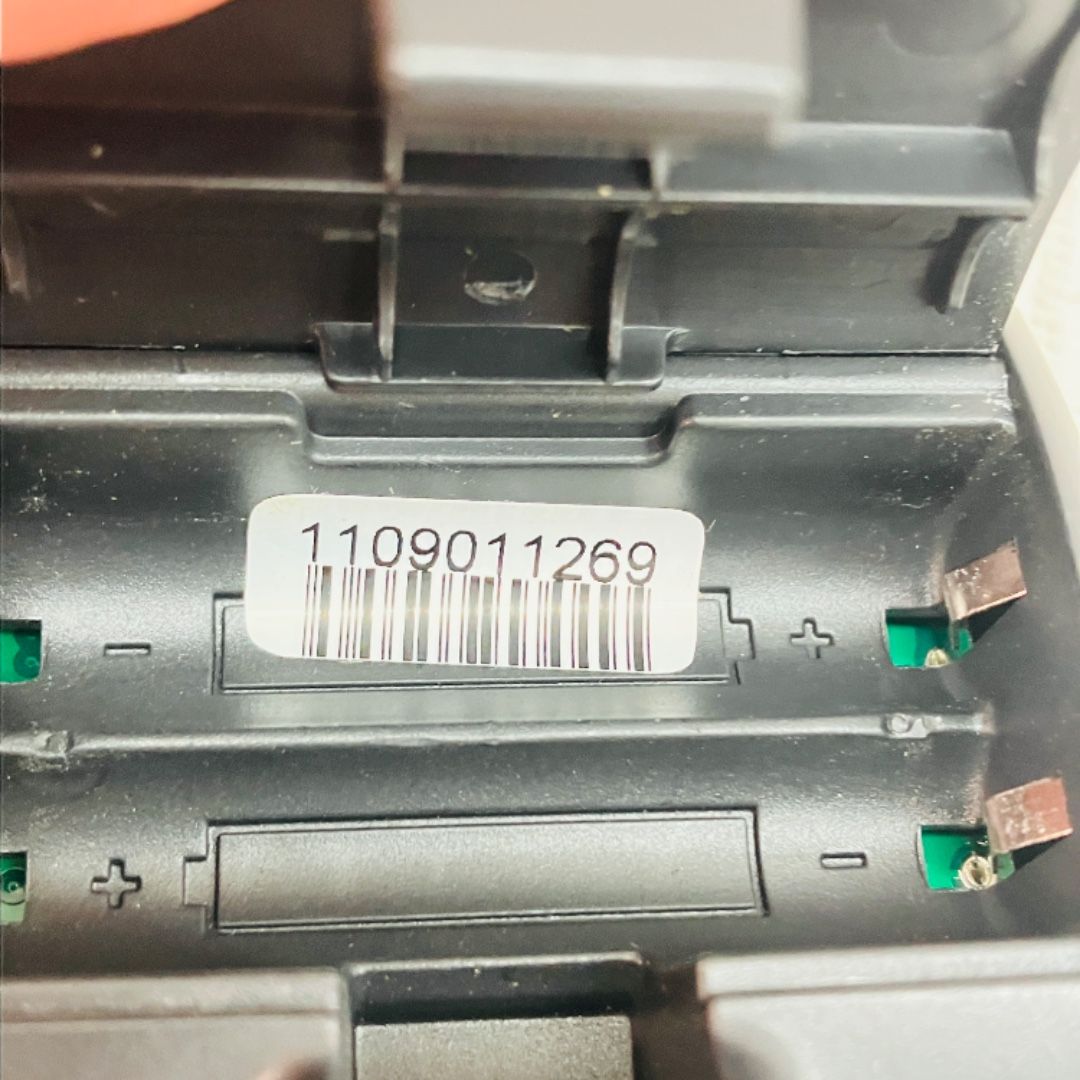 1109011269
- +
+ -